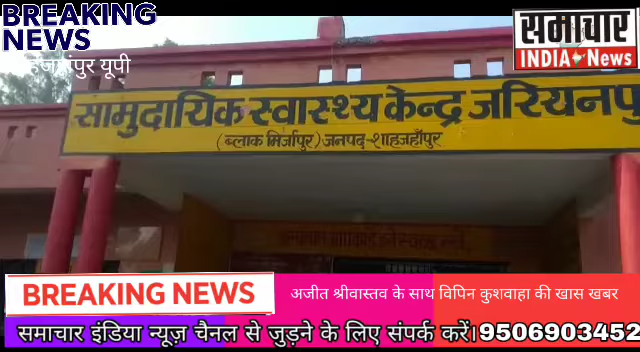 BREAKING
NEWS
समाचार
INDIA News
शाहजहांपुर यूपी
सामुदायिक स्वास्थ्य केन्द्र जरियनपु
(ब्लाक मिर्जापुर) जनपद-शाहजहाँपुर
BREAKING NEWS
अजीत श्रीवास्तव के साथ विपिन कुशवाहा की खास खबर
समाचार इंडिया न्यूज़ चैनल से जुड़ने के लिए संपर्क करें।9506903452